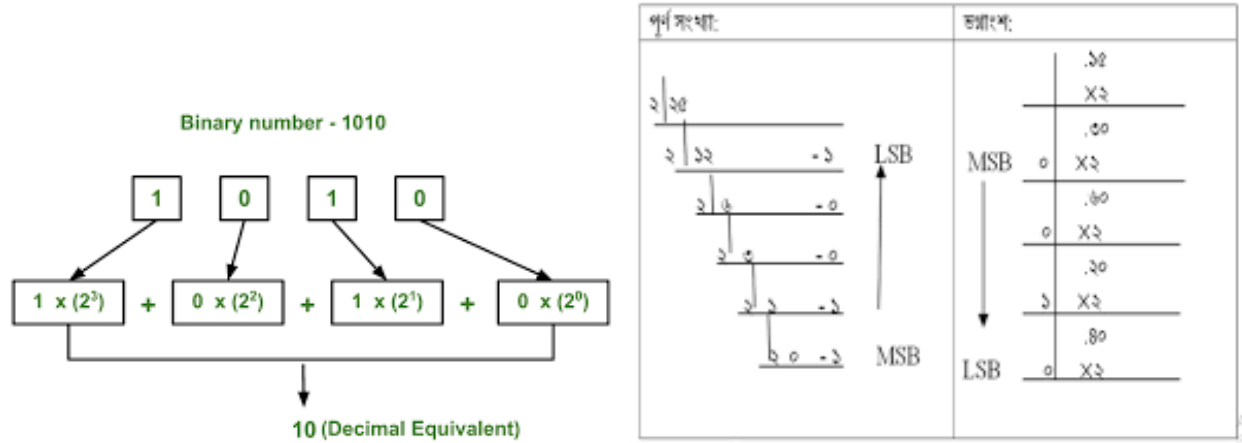 Binary number - 1010
1 0 1 0
1 x (2³) + 0 x (2²) + 1 x (2¹) + 0 x (2⁰)
10 (Decimal Equivalent)
পূর্ণ সংখ্যা:
২ ২৫
২ ১২ - ১ LSB
২ ৬ - ০
২ ৩ - ০
২ ১ - ১
২ ০ - ১ MSB
ভগ্নাংশ:
.১৫
X২
.৩০
MSB ০ X২
.৬০
০ X২
.২০
১ X২
.৪০
LSB ০ X২